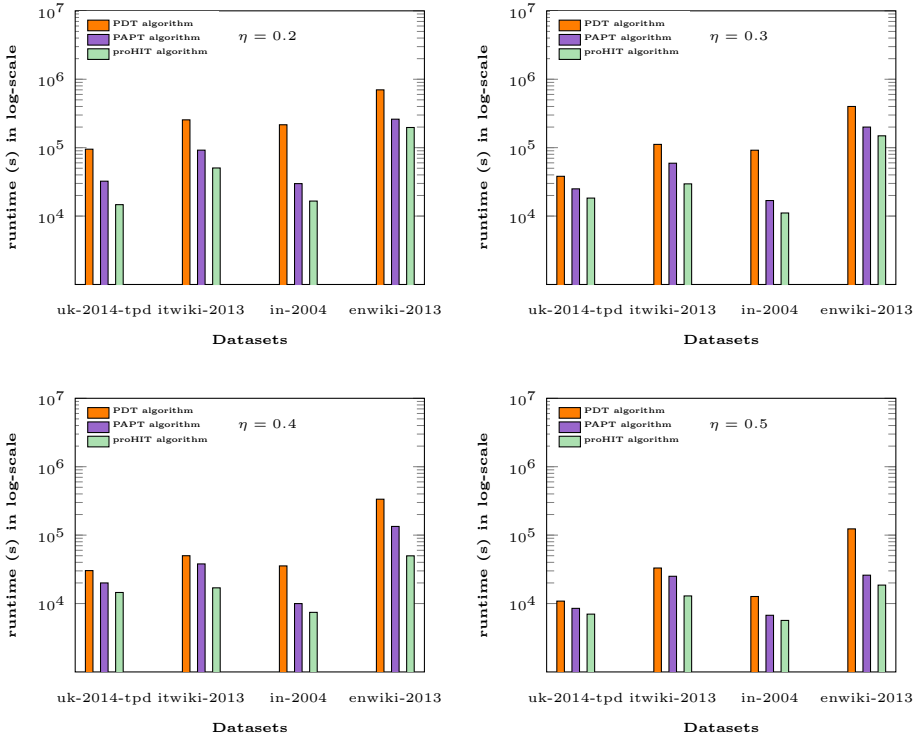 10^7
10^6
10^5
10^4
runtime (s) in log-scale
PDT algorithm
PAPT algorithm
proHIT algorithm
η = 0.2
uk-2014-tpd itwiki-2013 in-2004 enwiki-2013
Datasets
10^7
10^6
10^5
10^4
runtime (s) in log-scale
PDT algorithm
PAPT algorithm
proHIT algorithm
η = 0.3
uk-2014-tpd itwiki-2013 in-2004 enwiki-2013
Datasets
10^7
10^6
10^5
10^4
runtime (s) in log-scale
PDT algorithm
PAPT algorithm
proHIT algorithm
η = 0.4
uk-2014-tpd itwiki-2013 in-2004 enwiki-2013
Datasets
10^7
10^6
10^5
10^4
runtime (s) in log-scale
PDT algorithm
PAPT algorithm
proHIT algorithm
η = 0.5
uk-2014-tpd itwiki-2013 in-2004 enwiki-2013
Datasets